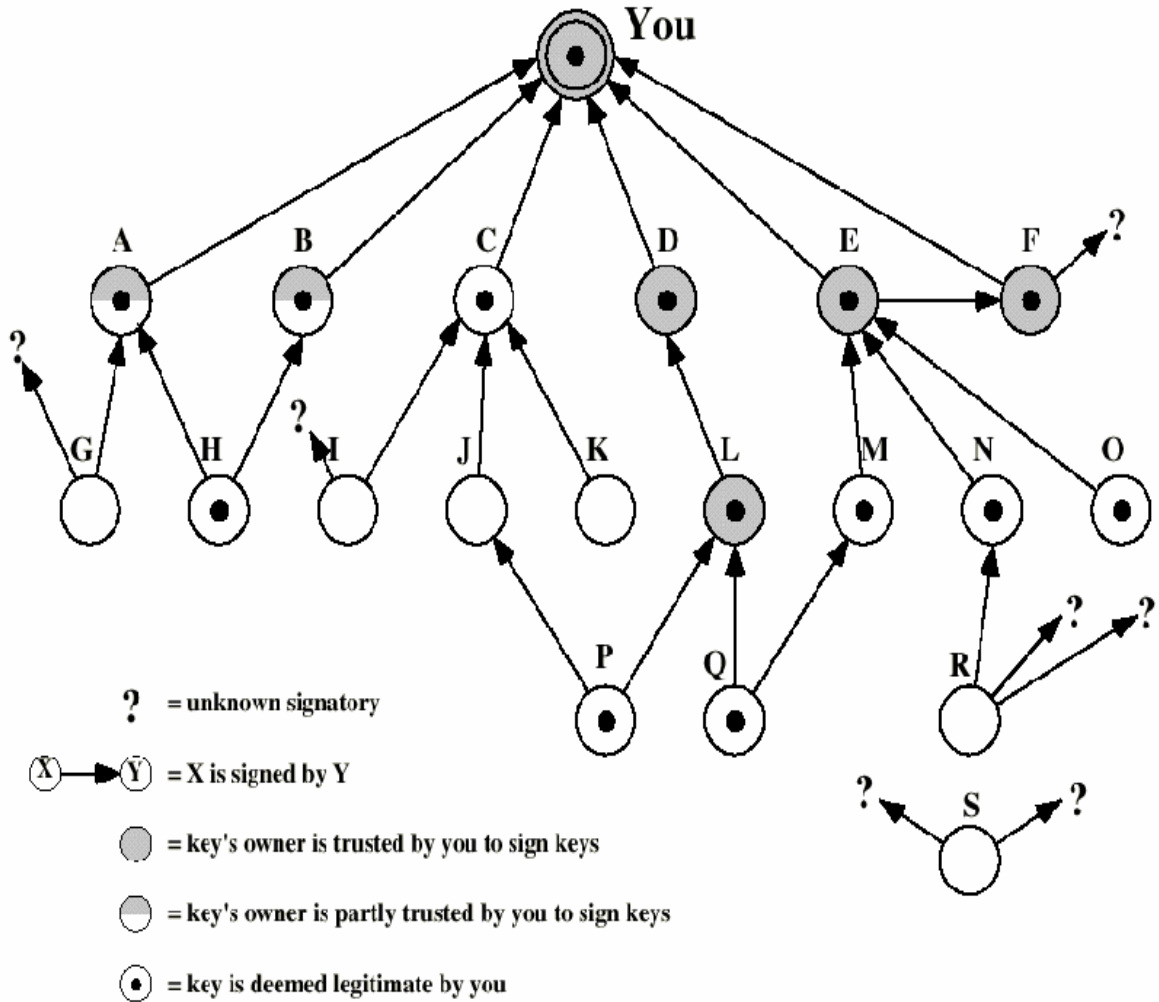 You
A B C D E F ?
?
?
G H I J K L M N O
? ?
P Q R
? = unknown signatory
X Y = X is signed by Y
? S ?
= key's owner is trusted by you to sign keys
= key's owner is partly trusted by you to sign keys
= key is deemed legitimate by you